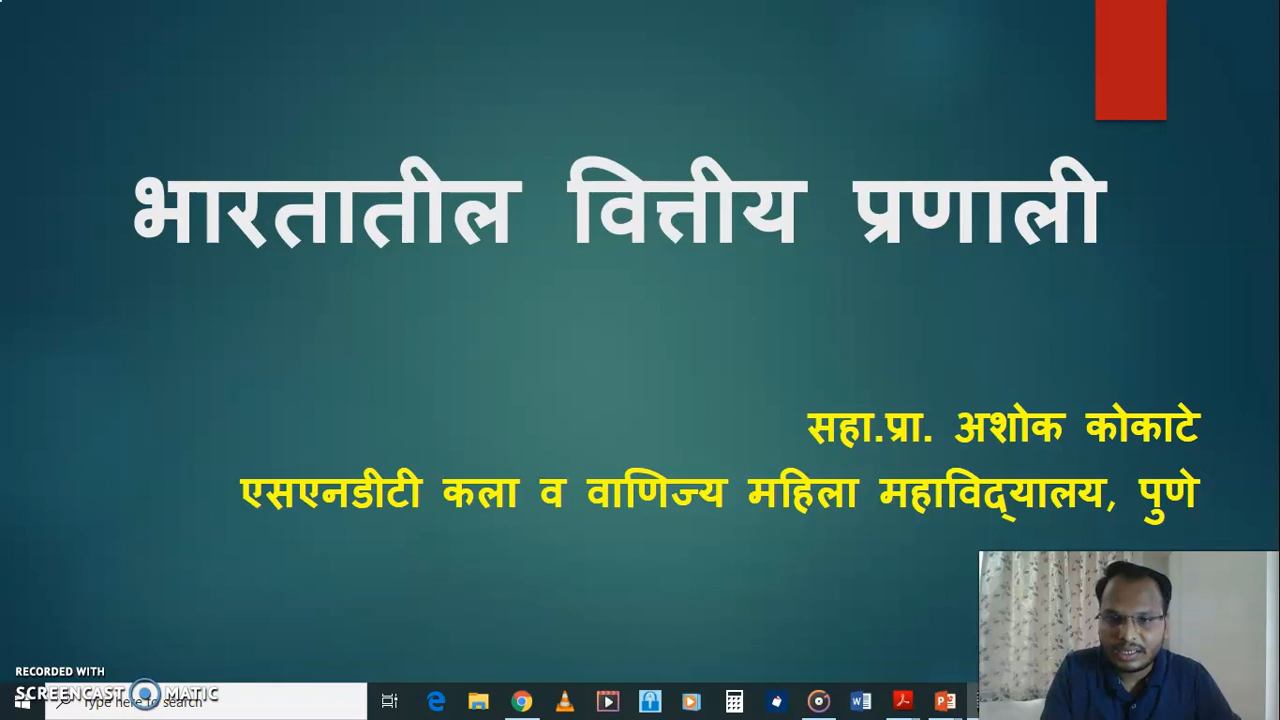 भारतातील वित्तीय प्रणाली
सहा.प्रा. अशोक कोकाटे
एसएनडीटी कला व वाणिज्य महिला महाविद्यालय, पुणे
RECORDED WITH
SCREENCAST MATIC
Type here to search